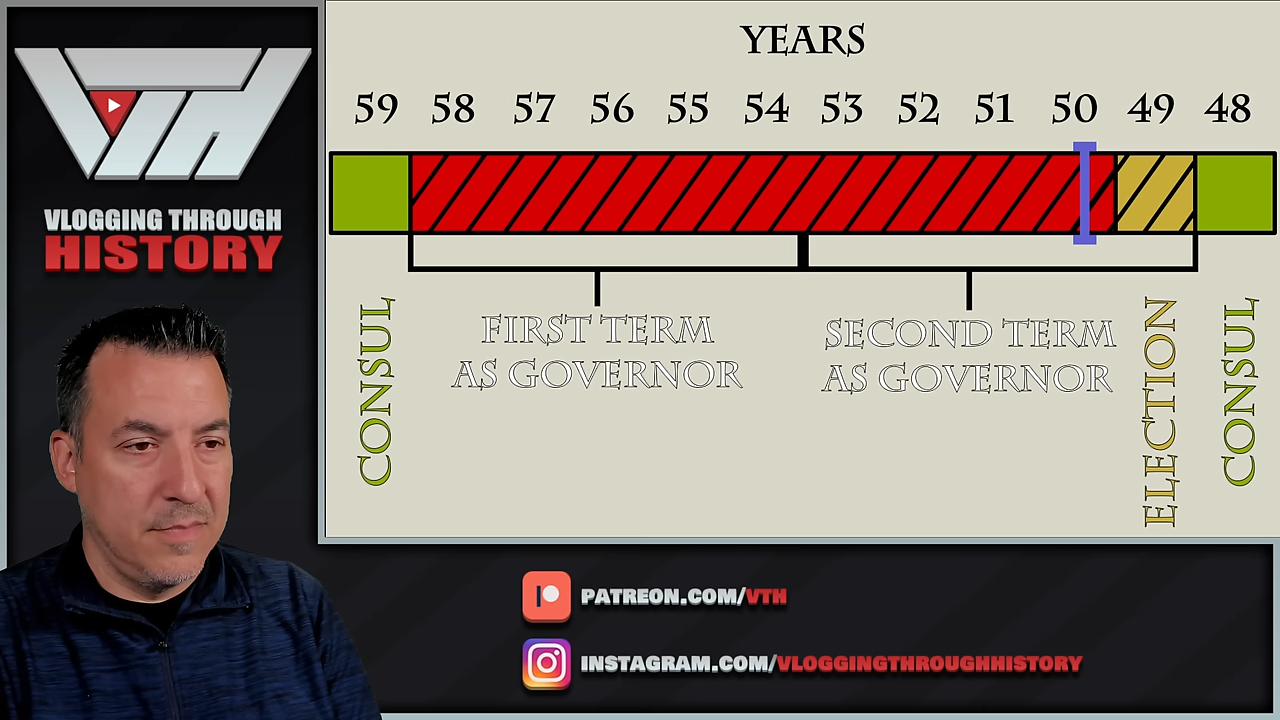 VTH
VLOGGING THROUGH
HISTORY
YEARS
59 58 57 56 55 54 53 52 51 50 49 48
CONSUL
FIRST TERM
AS GOVERNOR
SECOND TERM
AS GOVERNOR
ELECTION
CONSUL
PATREON.COM/VTH
INSTAGRAM.COM/VLOGGINGTHROUGHHISTORY